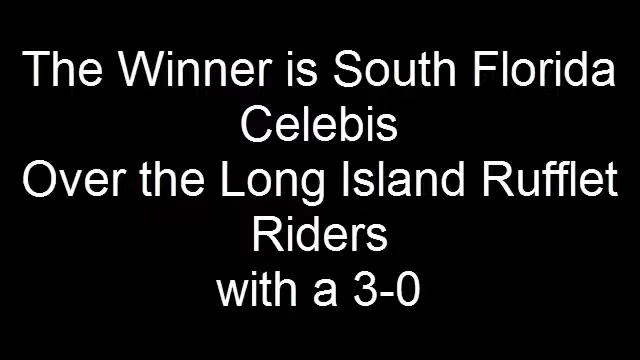 The Winner is South Florida
Celebis
Over the Long Island Rufflet
Riders
with a 3-0